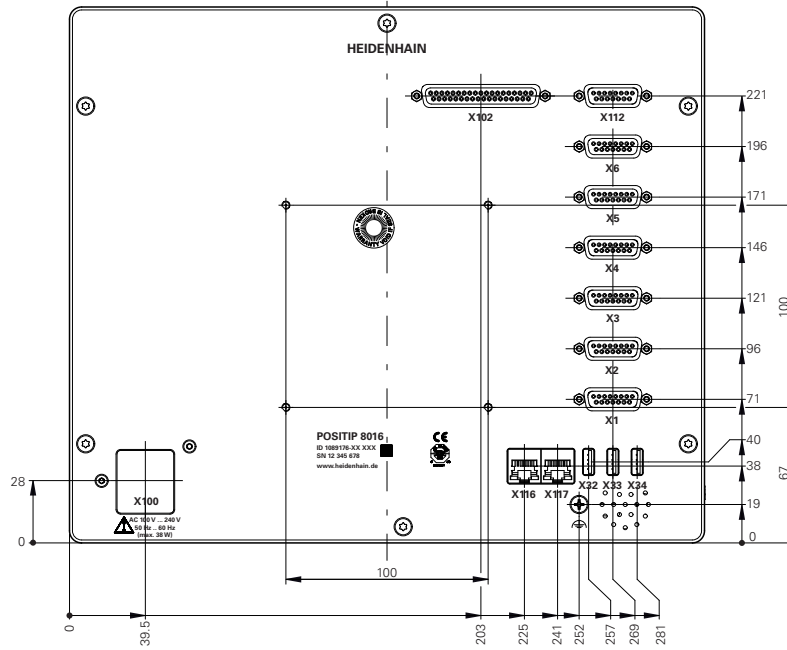 HEIDENHAIN
X102
X112
221
X6
196
X5
171
X4
146
X3
121
100
X2
96
X1
71
POSITIP 8016
ID 1089176-XX XXX
SN 12 345 678
www.heidenhain.de
CE
40
38
67
28
X100
X116
X117
X32
X33
X34
19
AC 100 V ... 240 V
50 Hz ... 60 Hz
(max. 38 W)
0
0
100
0
39.5
203
225
241
252
257
269
281